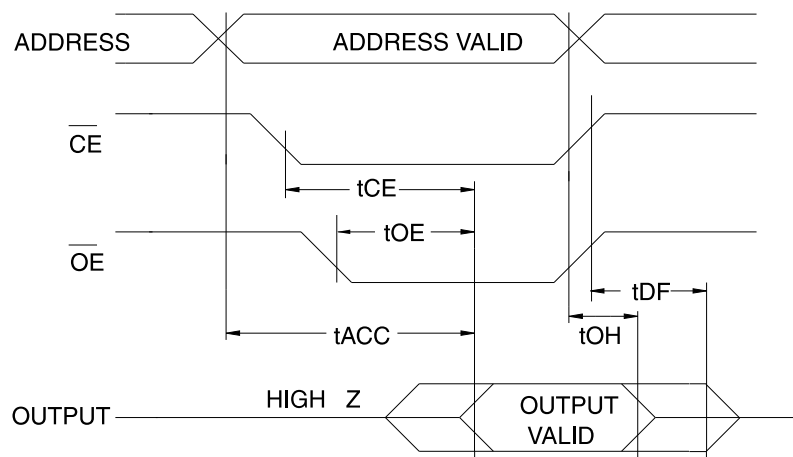 ADDRESS
ADDRESS VALID
CE
tCE
tOE
OE
tDF
tACC
tOH
HIGH Z
OUTPUT
OUTPUT
VALID